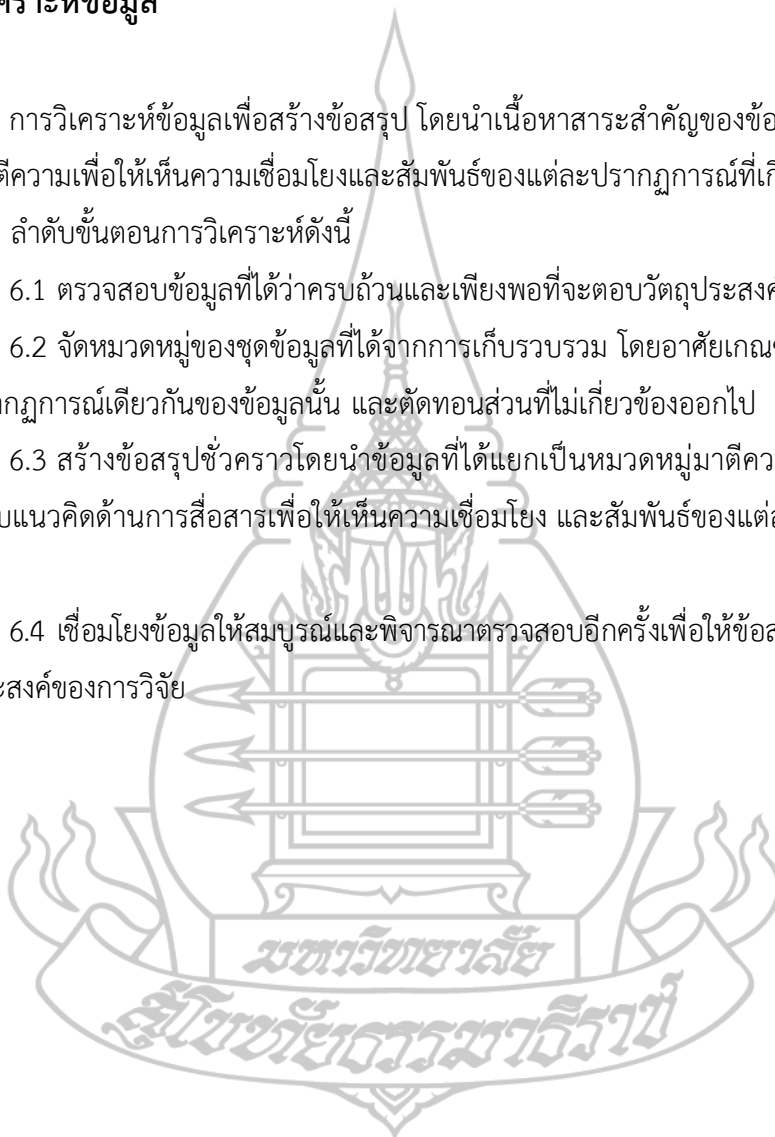 การวิเคราะห์ข้อมูลเพื่อสร้างข้อสรุป โดยนำเนื้อหาสาระสำคัญของข้อ
ตีความเพื่อให้เห็นความเชื่อมโยงและสัมพันธ์ของแต่ละปรากฏการณ์ที่เกิ
ลำดับขั้นตอนการวิเคราะห์ดังนี้
6.1 ตรวจสอบข้อมูลที่ได้ว่าครบถ้วนและเพียงพอที่จะตอบวัตถุประสงค์
6.2 จัดหมวดหมู่ของชุดข้อมูลที่ได้จากการเก็บรวบรวม โดยอาศัยเกณ
ากฏการณ์เดียวกันของข้อมูลนั้น และตัดทอนส่วนที่ไม่เกี่ยวข้องออกไป
6.3 สร้างข้อสรุปชั่วคราวโดยนำข้อมูลที่ได้แยกเป็นหมวดหมู่มาตีคว
บแนวคิดด้านการสื่อสารเพื่อให้เห็นความเชื่อมโยง และสัมพันธ์ของแต่ล
6.4 เชื่อมโยงข้อมูลให้สมบูรณ์และพิจารณาตรวจสอบอีกครั้งเพื่อให้ข้อส
ะสงค์ของการวิจัย
มหาวิทยาลัย
สุโขทัยธรรมาธิราช